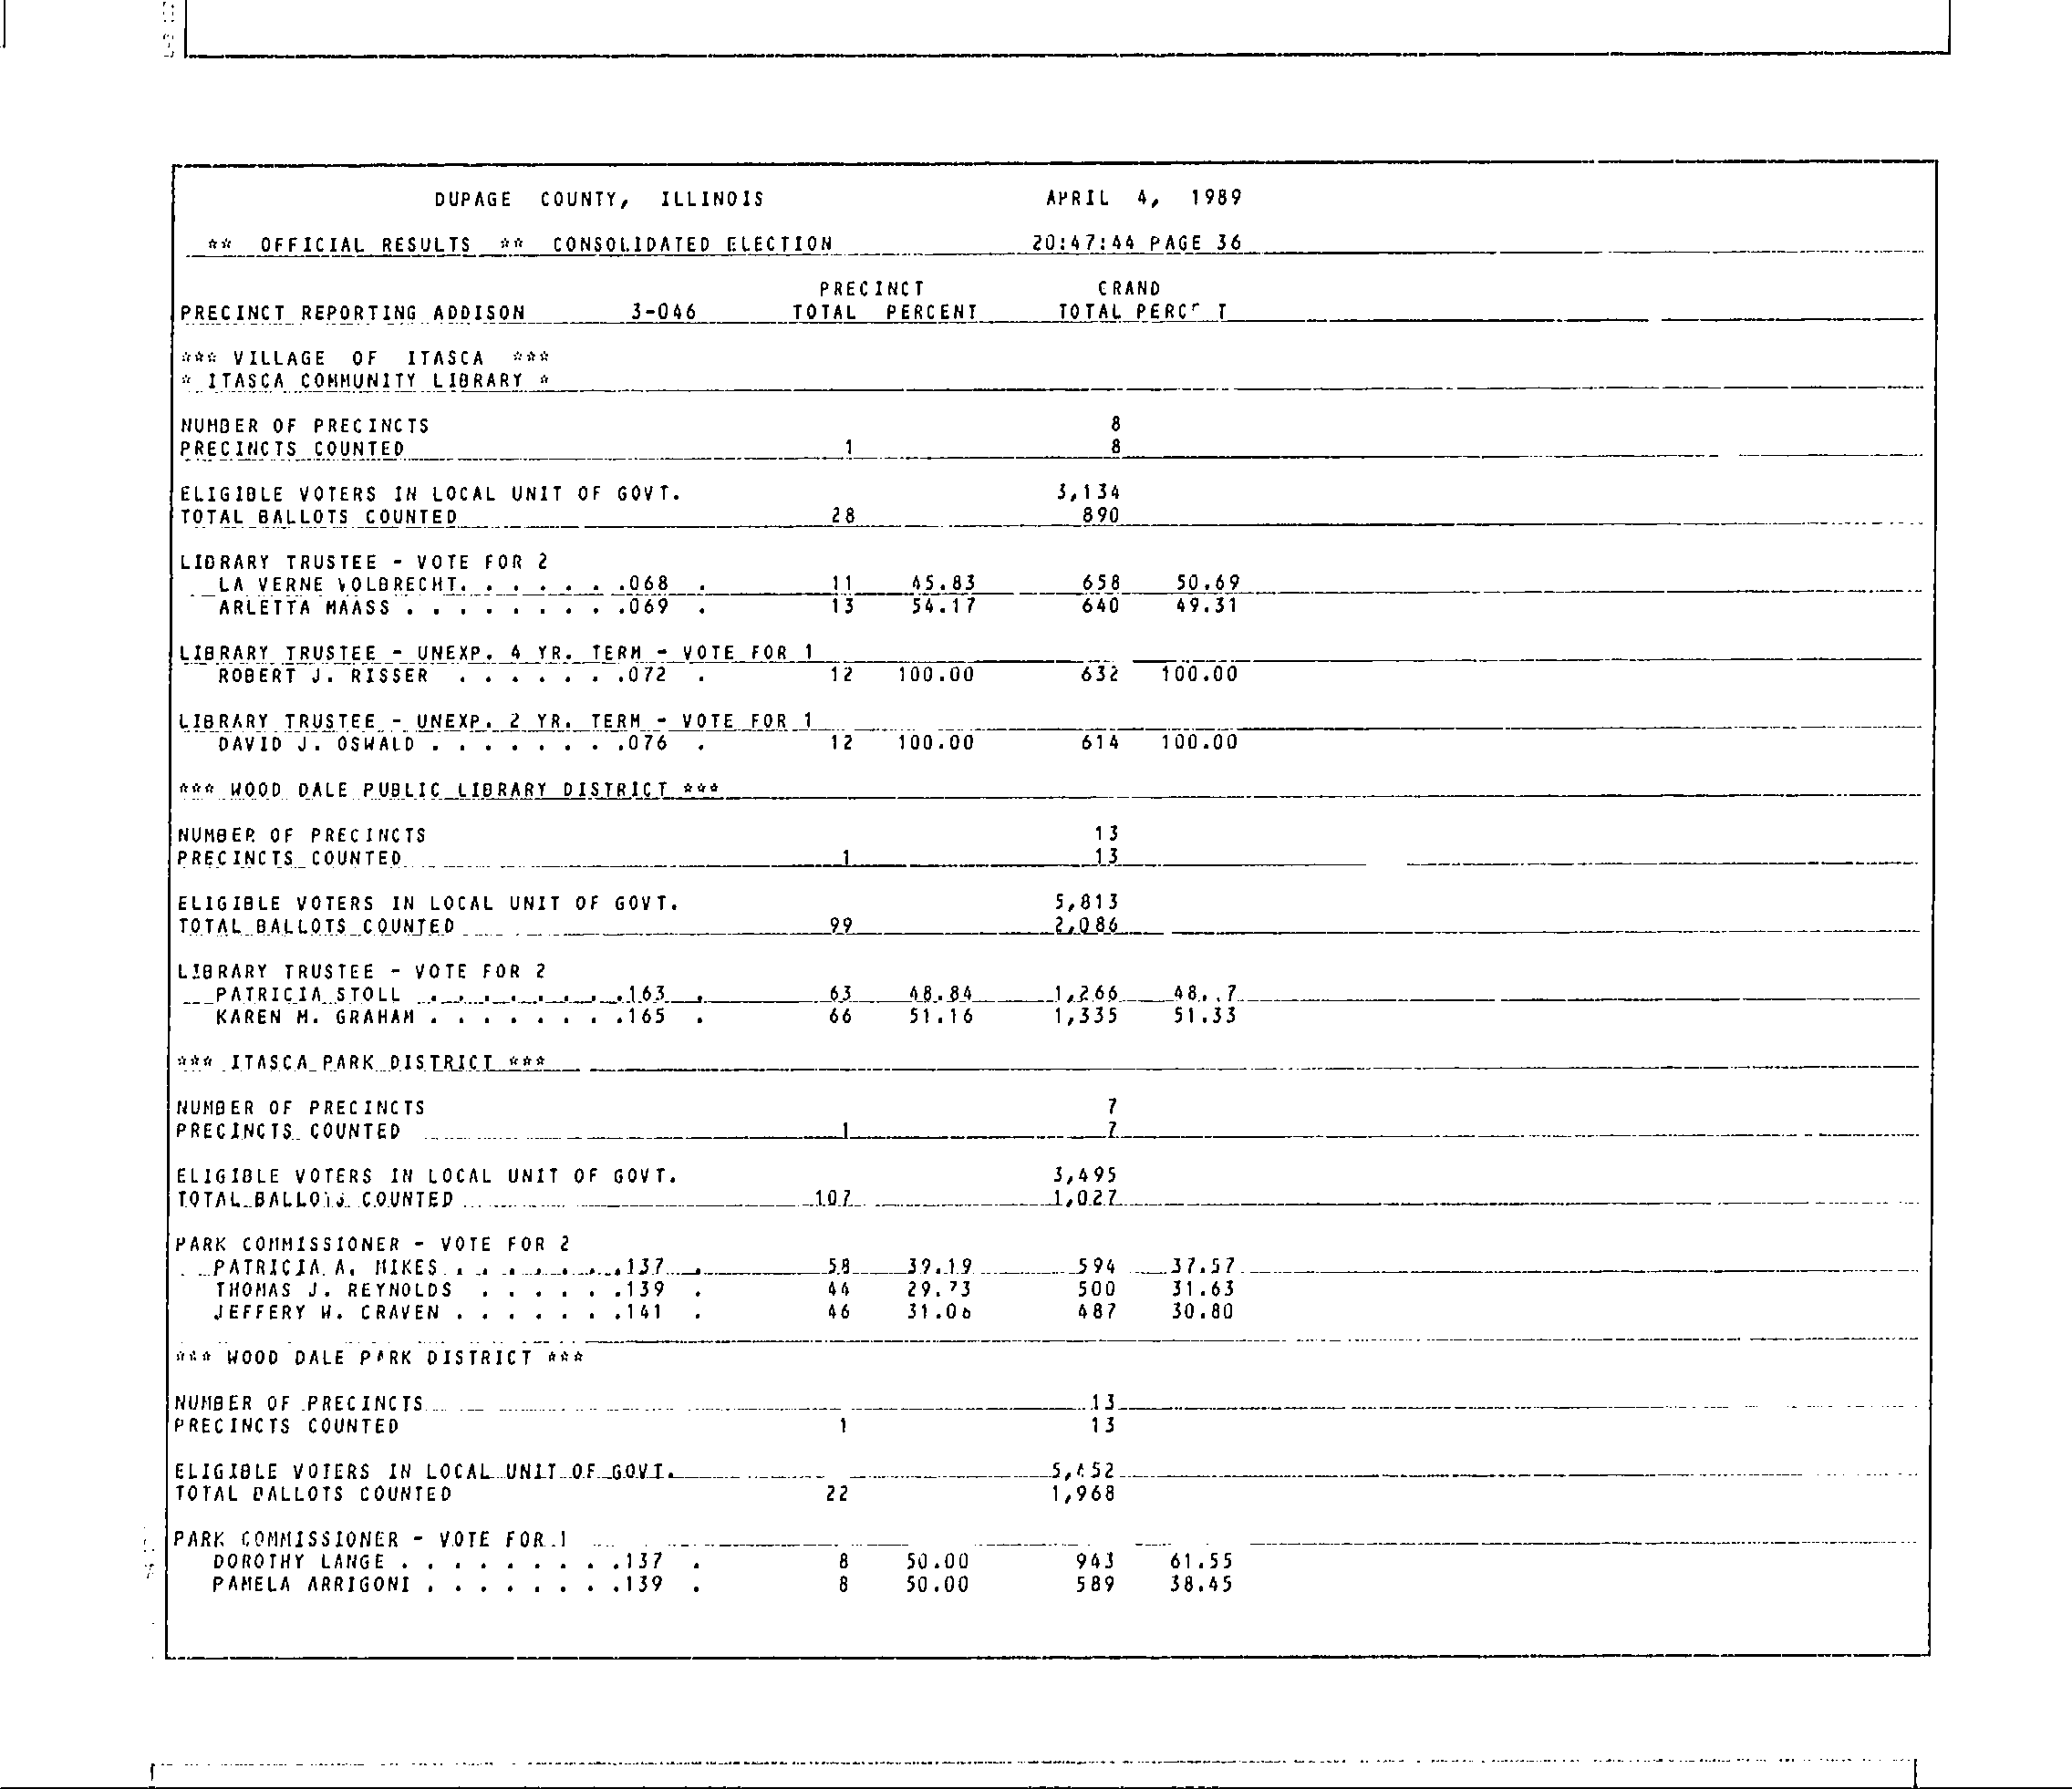 DUPAGE COUNTY, ILLINOIS APRIL 4, 1989
** OFFICIAL RESULTS ** CONSOLIDATED ELECTION 20:47:44 PAGE 36
PRECINCT GRAND
PRECINCT REPORTING ADDISON 3-046 TOTAL PERCENT TOTAL
*** VILLAGE OF ITASCA ***
* ITASCA COMMUNITY LIBRARY *
NUMBER OF PRECINCTS 8
PRECINCTS COUNTED 1 8
ELIGIBLE VOTERS IN LOCAL UNIT OF GOVT. 3,134
TOTAL BALLOTS COUNTED 28 890
LIBRARY TRUSTEE - VOTE FOR 2
LA VERNE VOLBRECHT. . . . . . .068 . 11 45.83 658 50.69
ARLETTA MAASS . . . . . . . . .069 . 13 54.17 640 49.31
LIBRARY TRUSTEE - UNEXP. 4 YR. TERM - VOTE FOR 1
ROBERT J. RISSER . . . . . . .072 . 12 100.00 632 100.00
LIBRARY TRUSTEE - UNEXP. 2 YR. TERM - VOTE FOR 1
DAVID J. OSWALD . . . . . . . .076 . 12 100.00 614 100.00
*** WOOD DALE PUBLIC LIBRARY DISTRICT ***
NUMBER OF PRECINCTS 13
PRECINCTS COUNTED 1 13
ELIGIBLE VOTERS IN LOCAL UNIT OF GOVT. 5,813
TOTAL BALLOTS COUNTED 99 2,086
LIBRARY TRUSTEE - VOTE FOR 2
PATRICIA STOLL . . . . . . . .163 . 63 48.84 1,266
KAREN M. GRAHAM . . . . . . . .165 . 66 51.16 1,335 51.33
*** ITASCA PARK DISTRICT ***
NUMBER OF PRECINCTS 7
PRECINCTS COUNTED 1 7
ELIGIBLE VOTERS IN LOCAL UNIT OF GOVT. 3,495
TOTAL BALLOTS COUNTED 107 1,027
PARK COMMISSIONER - VOTE FOR 2
PATRICIA A. MIKES . . . . . . .137 . 58 39.19 594 37.57
THOMAS J. REYNOLDS . . . . . .139 . 44 29.73 500 31.63
JEFFERY W. CRAVEN . . . . . . .141 . 46 31.08 487 30.80
*** WOOD DALE PARK DISTRICT ***
NUMBER OF PRECINCTS 13
PRECINCTS COUNTED 1 13
ELIGIBLE VOTERS IN LOCAL UNIT OF GOVT.
TOTAL BALLOTS COUNTED 22 1,968
PARK COMMISSIONER - VOTE FOR 1
DOROTHY LANGE . . . . . . . . .137 . 8 50.00 943 61.55
PAMELA ARRIGONI . . . . . . . .139 . 8 50.00 589 38.45